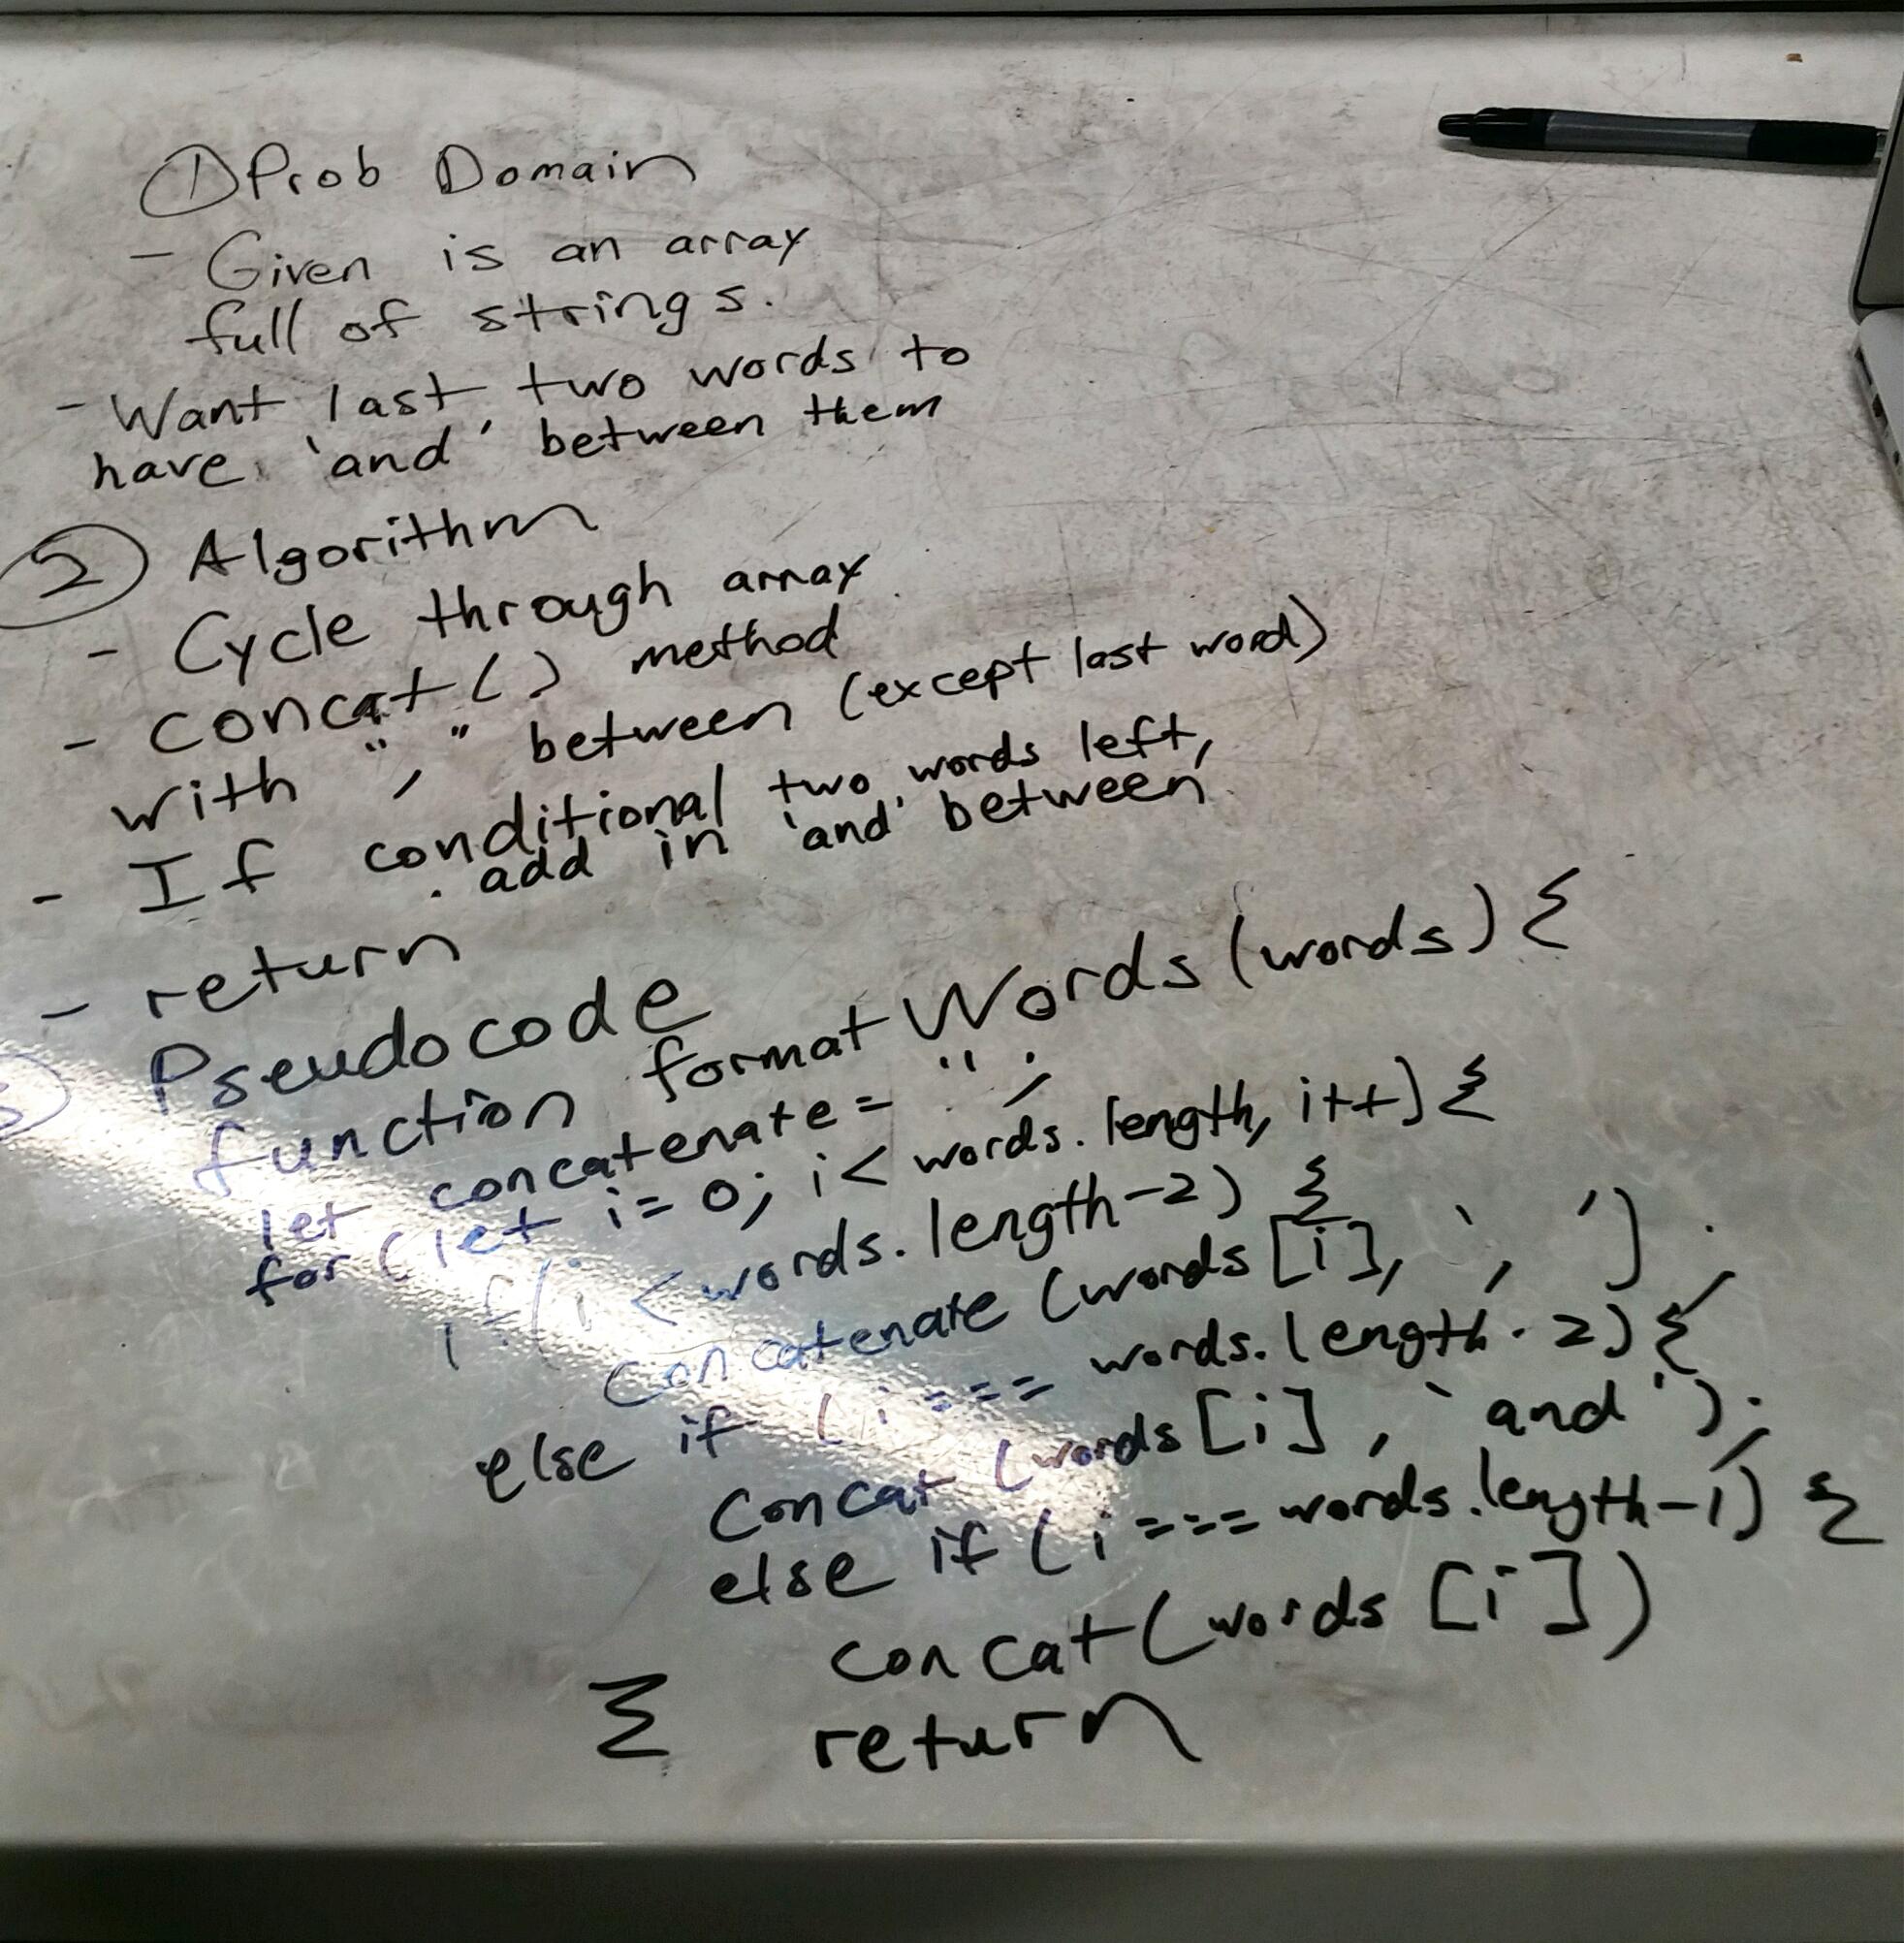 ① Prob Domain
- Given is an array
full of strings.
- Want last two words to
have 'and' between them
② Algorithm
- Cycle through array
- concat() method
with ", " between (except last word)
- If conditional two words left,
add in 'and' between
- return
Pseudocode
function formatWords(words) {
let concatenate = '';
for (let i = 0; i < words.length, i++) {
if (i < words.length-2) {
concatenate (words[i], ', ')
else if (i === words.length-2) {
concat (words[i], 'and');
else if (i === words.length-1) {
concat(words[i])
} return